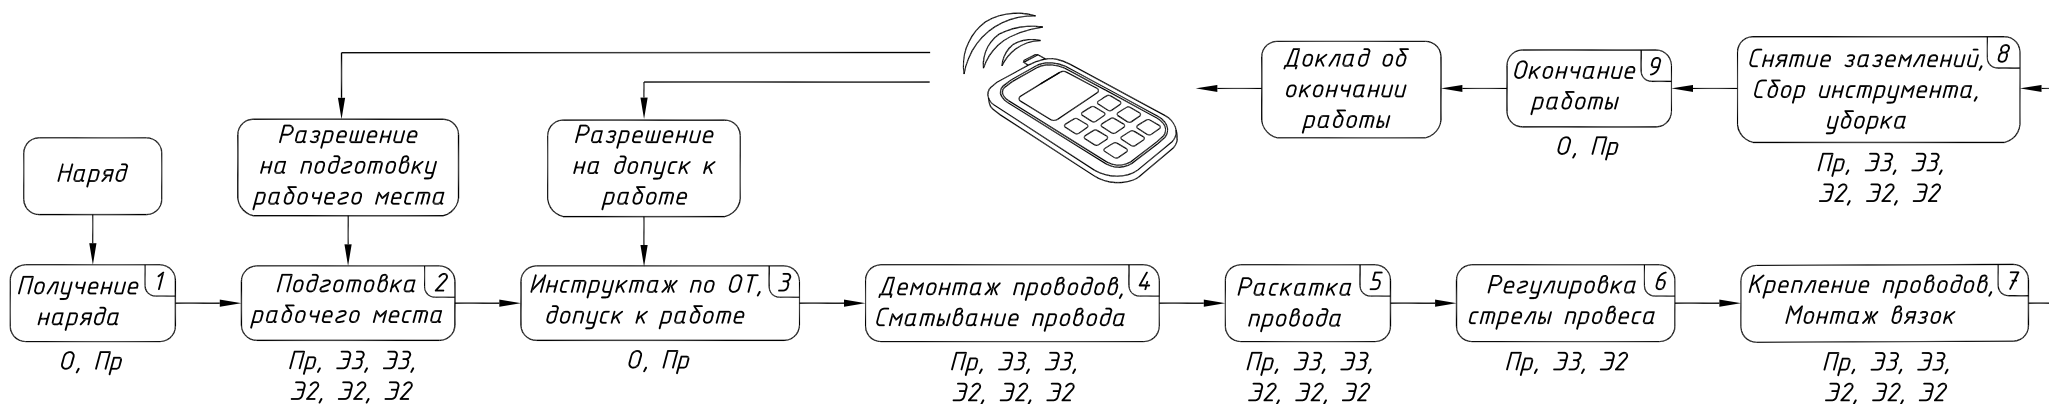 Наряд
Получение
наряда
1
О, Пр
Разрешение
на подготовку
рабочего места
Подготовка
рабочего места
2
Пр, Э3, Э3,
Э2, Э2, Э2
Разрешение
на допуск к
работе
Инструктаж по ОТ,
допуск к работе
3
О, Пр
Демонтаж проводов,
Сматывание провода
4
Пр, Э3, Э3,
Э2, Э2, Э2
Раскатка
провода
5
Пр, Э3, Э3,
Э2, Э2, Э2
Регулировка
стрелы провеса
6
Пр, Э3, Э2
Крепление проводов,
Монтаж вязок
7
Пр, Э3, Э3,
Э2, Э2, Э2
Снятие заземлений,
Сбор инструмента,
уборка
8
Пр, Э3, Э3,
Э2, Э2, Э2
Окончание
работы
9
О, Пр
Доклад об
окончании
работы